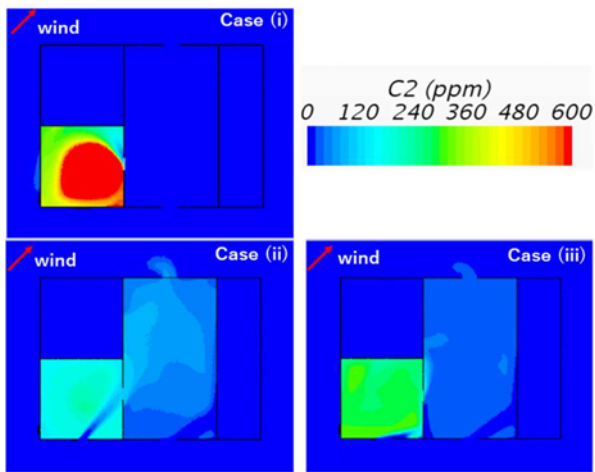 Case (i)
wind
C2 (ppm)
0 120 240 360 480 600
Case (ii)
wind
Case (iii)
wind